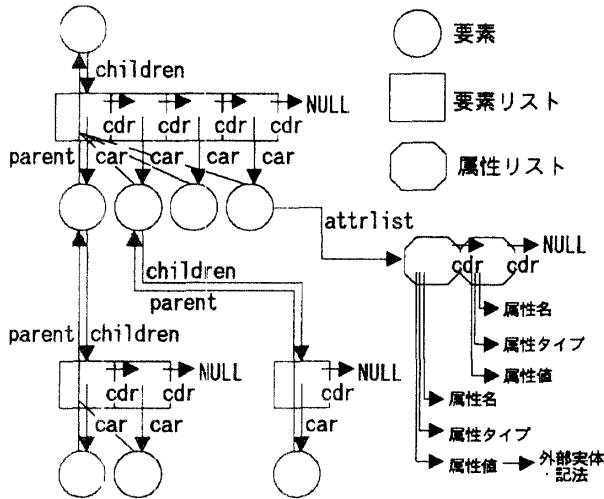 要素
children
NULL
cdr cdr cdr cdr
要素リスト
parent car car car car
属性リスト
attrlist
NULL
cdr cdr
children
parent
属性名
parent children
属性タイプ
NULL NULL
属性値
cdr cdr cdr
属性名
car car car
属性タイプ
属性値 外部実体
記法